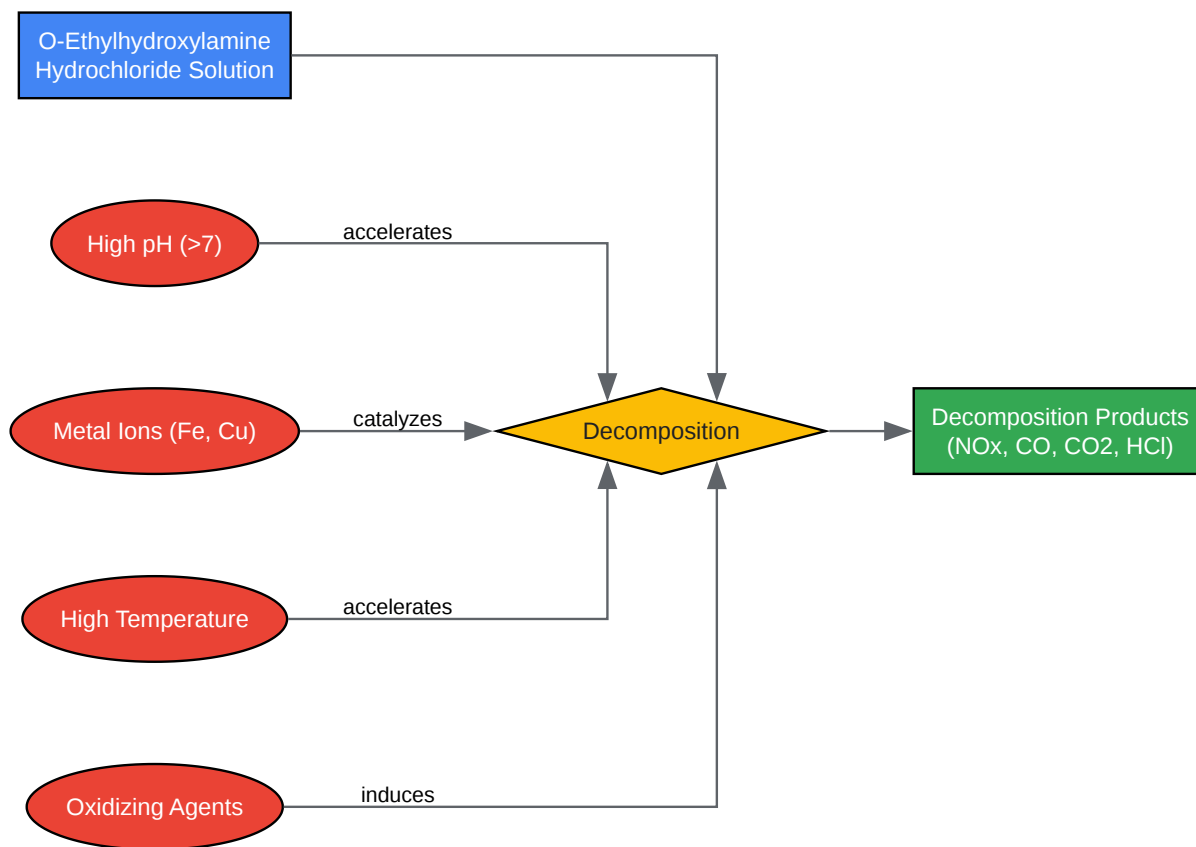 O-Ethylhydroxylamine
Hydrochloride Solution
High pH (>7)
accelerates
Metal Ions (Fe, Cu)
catalyzes
Decomposition
Decomposition Products
(NOx, CO, CO2, HCl)
High Temperature
accelerates
Oxidizing Agents
induces